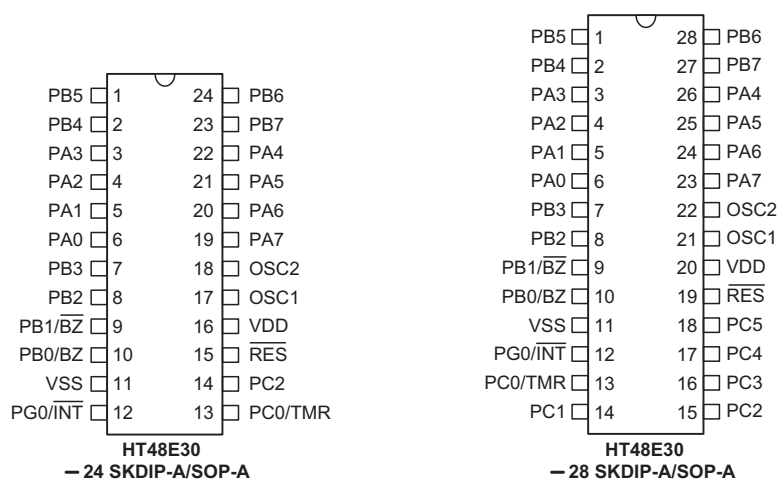 PB5 1 24 PB6
PB4 2 23 PB7
PA3 3 22 PA4
PA2 4 21 PA5
PA1 5 20 PA6
PA0 6 19 PA7
PB3 7 18 OSC2
PB2 8 17 OSC1
PB1/B̅Z̅ 9 16 VDD
PB0/BZ 10 15 R̅E̅S̅
VSS 11 14 PC2
PG0/I̅N̅T̅ 12 13 PC0/TMR
HT48E30
– 24 SKDIP-A/SOP-A
PB5 1 28 PB6
PB4 2 27 PB7
PA3 3 26 PA4
PA2 4 25 PA5
PA1 5 24 PA6
PA0 6 23 PA7
PB3 7 22 OSC2
PB2 8 21 OSC1
PB1/B̅Z̅ 9 20 VDD
PB0/BZ 10 19 R̅E̅S̅
VSS 11 18 PC5
PG0/I̅N̅T̅ 12 17 PC4
PC0/TMR 13 16 PC3
PC1 14 15 PC2
HT48E30
– 28 SKDIP-A/SOP-A